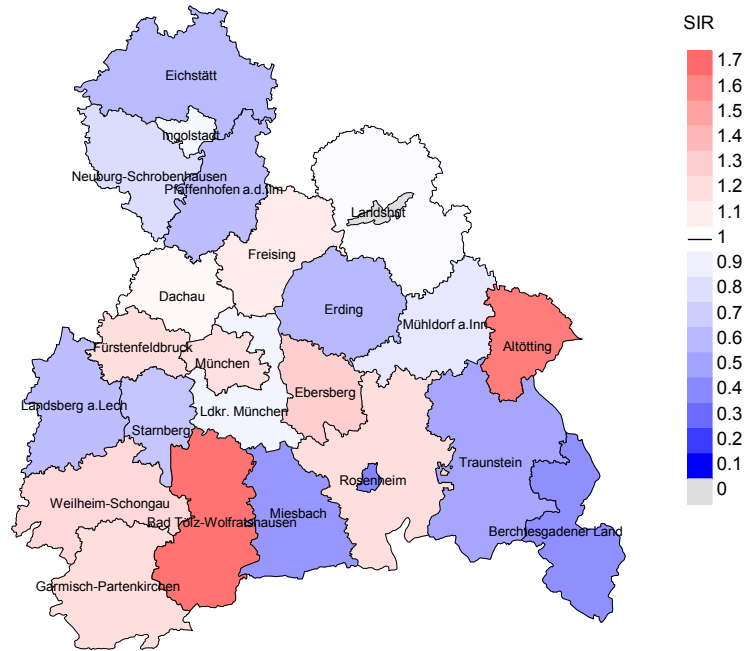 SIR
1.7
1.6
1.5
1.4
1.3
1.2
1.1
1
0.9
0.8
0.7
0.6
0.5
0.4
0.3
0.2
0.1
0
Eichstätt
Ingolstadt
Neuburg-Schrobenhausen
Pfaffenhofen a.d.Ilm
Landshut
Freising
Dachau
Erding
Mühldorf a.Inn
Altötting
Fürstenfeldbruck
München
Ebersberg
Landsberg a.Lech
Starnberg
Ldkr. München
Traunstein
Rosenheim
Weilheim-Schongau
Bad Tölz-Wolfratshausen
Miesbach
Berchtesgadener Land
Garmisch-Partenkirchen